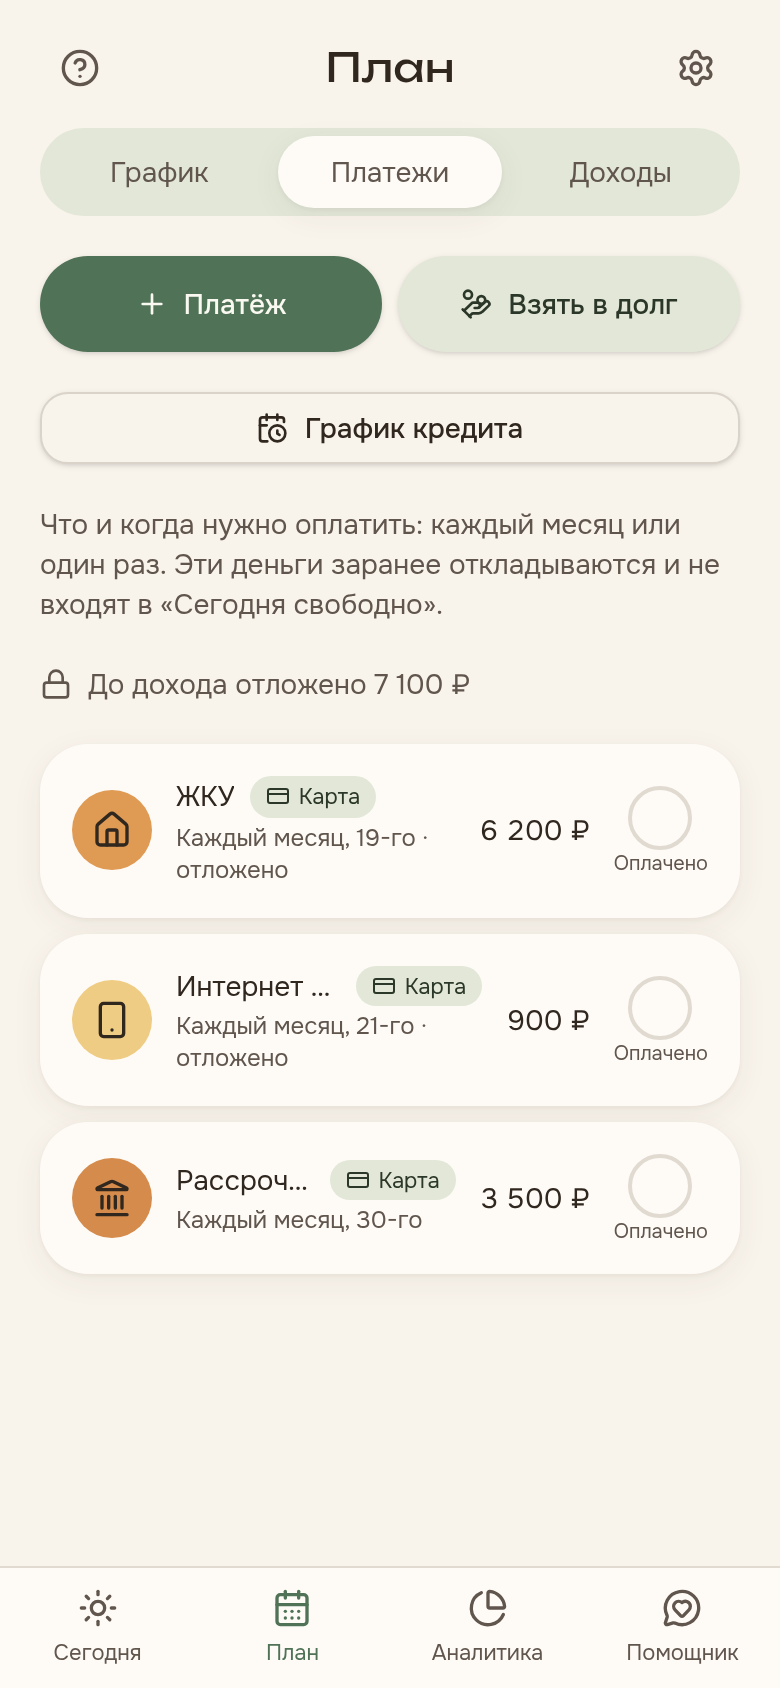 План
График
Платежи
Доходы
Платёж
Взять в долг
График кредита
Что и когда нужно оплатить: каждый месяц или
один раз. Эти деньги заранее откладываются и не
входят в «Сегодня свободно».
До дохода отложено 7 100 ₽
ЖКУ
Карта
Каждый месяц, 19-го ·
отложено
6 200 ₽
Оплачено
Интернет ...
Карта
Каждый месяц, 21-го ·
отложено
900 ₽
Оплачено
Рассроч...
Карта
Каждый месяц, 30-го
3 500 ₽
Оплачено
Сегодня
План
Аналитика
Помощник